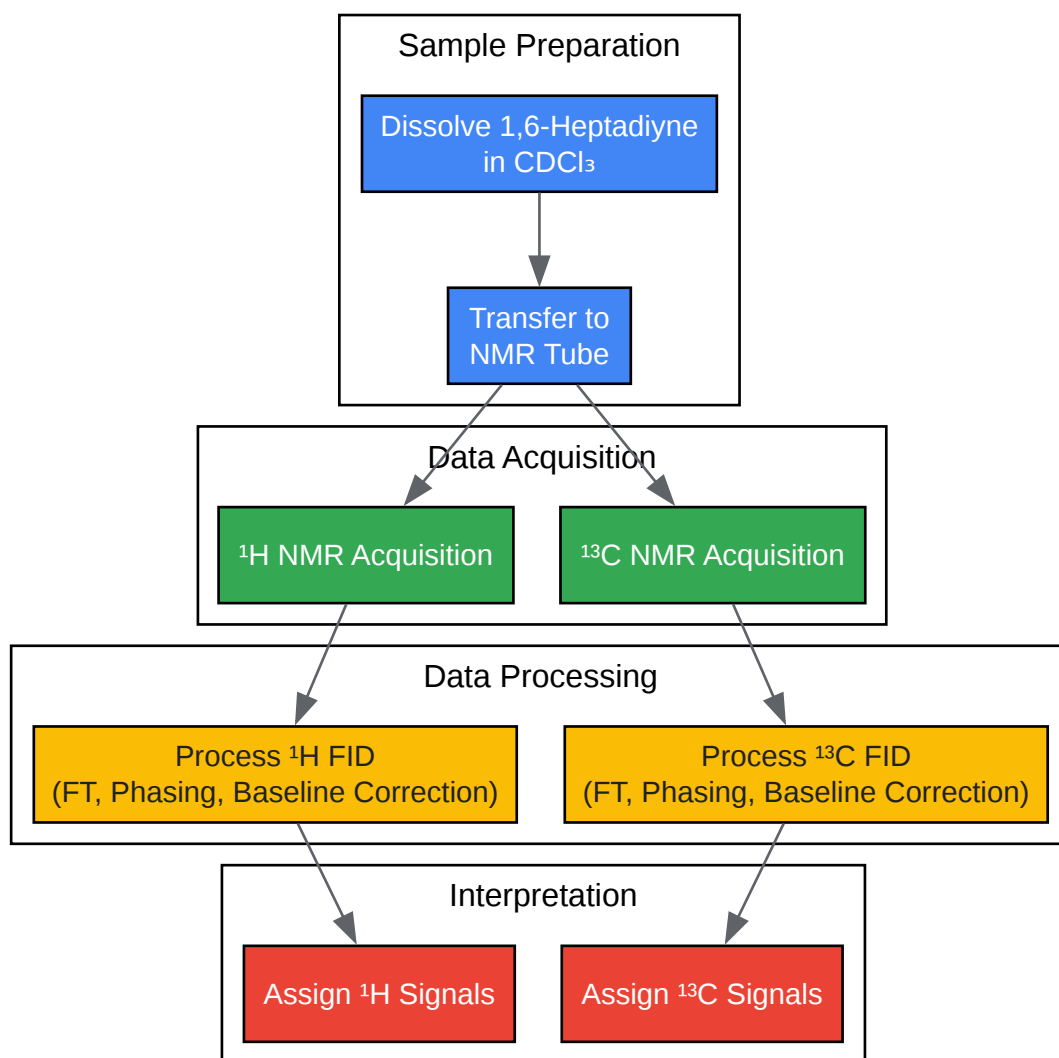 Sample Preparation
Dissolve 1,6-Heptadiyne
in CDCl₃
Transfer to
NMR Tube
Data Acquisition
¹H NMR Acquisition
¹³C NMR Acquisition
Data Processing
Process ¹H FID
(FT, Phasing, Baseline Correction)
Process ¹³C FID
(FT, Phasing, Baseline Correction)
Interpretation
Assign ¹H Signals
Assign ¹³C Signals